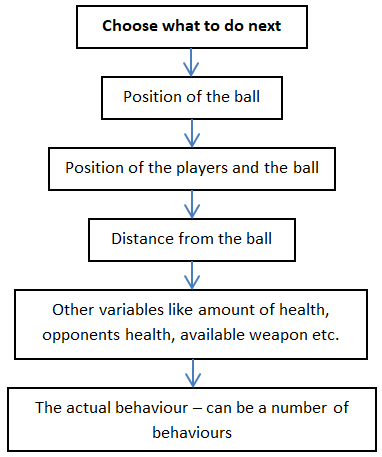 Choose what to do next
Position of the ball
Position of the players and the ball
Distance from the ball
Other variables like amount of health,
opponents health, available weapon etc.
The actual behaviour – can be a number of
behaviours